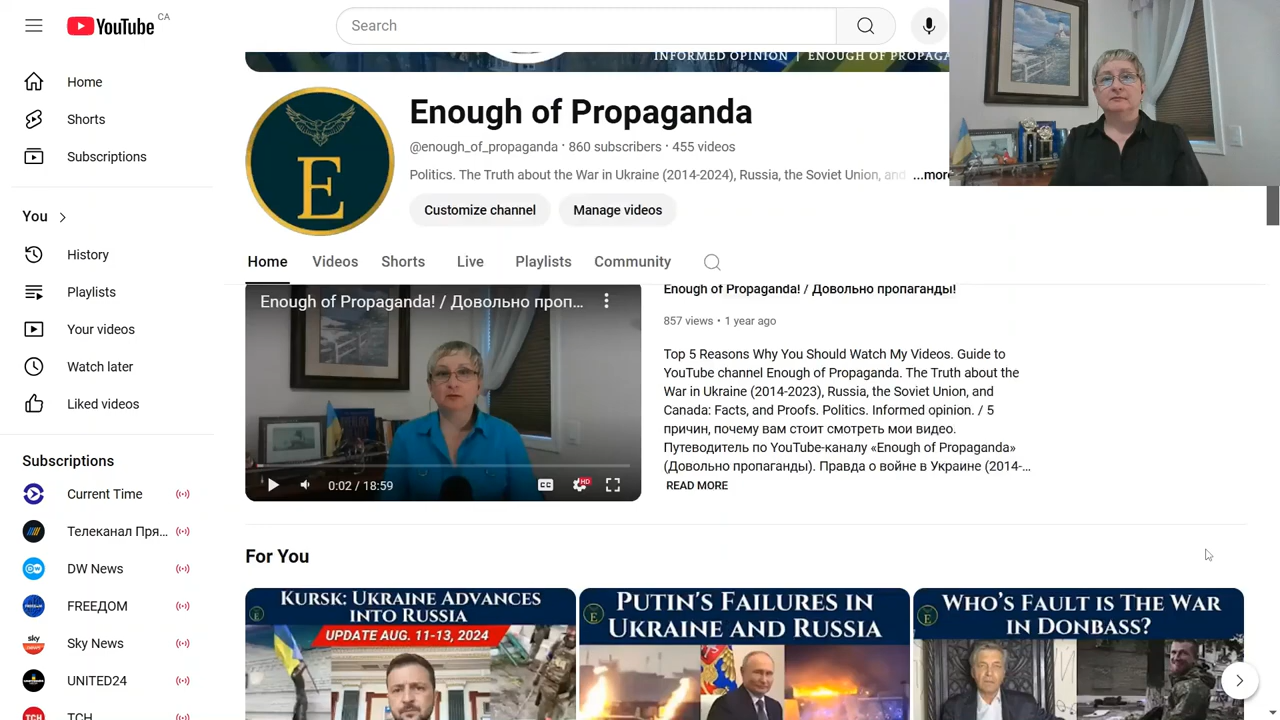 YouTube CA
Search
Home
Shorts
Subscriptions
You
History
Playlists
Your videos
Watch later
Liked videos
Subscriptions
Current Time
Телеканал Пря...
DW News
FREEДОМ
Sky News
UNITED24
ТСН
INFORMED OPINION | ENOUGH OF PROPAGA
E
Enough of Propaganda
@enough_of_propaganda · 860 subscribers · 455 videos
Politics. The Truth about the War in Ukraine (2014-2024), Russia, the Soviet Union, and ...more
Customize channel
Manage videos
Home Videos Shorts Live Playlists Community
Enough of Propaganda! / Довольно проп...
0:02 / 18:59
HD
Enough of Propaganda! / Довольно пропаганды!
857 views • 1 year ago
Top 5 Reasons Why You Should Watch My Videos. Guide to
YouTube channel Enough of Propaganda. The Truth about the
War in Ukraine (2014-2023), Russia, the Soviet Union, and
Canada: Facts, and Proofs. Politics. Informed opinion. / 5
причин, почему вам стоит смотреть мои видео.
Путеводитель по YouTube-каналу «Enough of Propaganda»
(Довольно пропаганды). Правда о войне в Украине (2014-...
READ MORE
For You
KURSK: UKRAINE ADVANCES
INTO RUSSIA
UPDATE AUG. 11-13, 2024
PUTIN'S FAILURES IN
UKRAINE AND RUSSIA
WHO'S FAULT IS THE WAR
IN DONBASS?